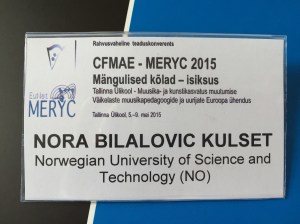 Rahvusvaheline teaduskonverents
CFMAE - MERYC 2015
Mängulised kõlad – isiksus
Tallinna Ülikool - Muusika- ja kunstikasvatus muutumise
Väikelaste muusikapedagoogide ja uurijate Euroopa ühendus
Tallinna Ülikool, 5.-9. mai 2015
EuNet
MERYC
NORA BILALOVIC KULSET
Norwegian University of Science and
Technology (NO)